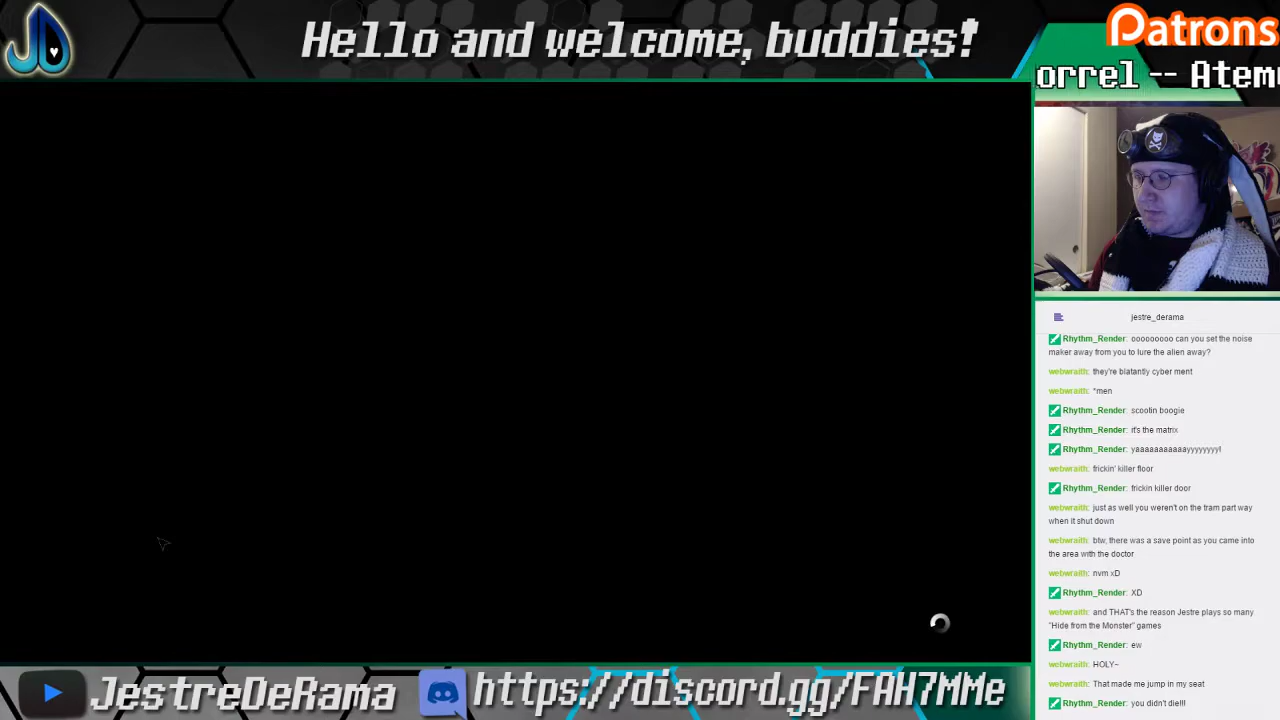 JD
Hello and welcome, buddies!
Patrons
orrel -- Atem
jestre_derama
Rhythm_Render: ooooooooo can you set the noise
maker away from you to lure the alien away?
webwraith: they're blatantly cyber ment
webwraith: *men
Rhythm_Render: scootin boogie
Rhythm_Render: it's the matrix
Rhythm_Render: yaaaaaaaaaaayyyyyyyy!
webwraith: frickin' killer floor
Rhythm_Render: frickin killer door
webwraith: just as well you weren't on the tram part way
when it shut down
webwraith: btw, there was a save point as you came into
the area with the doctor
webwraith: nvm xD
Rhythm_Render: XD
webwraith: and THAT's the reason Jestre plays so many
"Hide from the Monster" games
Rhythm_Render: ew
webwraith: HOLY~
webwraith: That made me jump in my seat
Rhythm_Render: you didn't die!!!
JestreDeRama
https://discord.gg/FAH7MMe